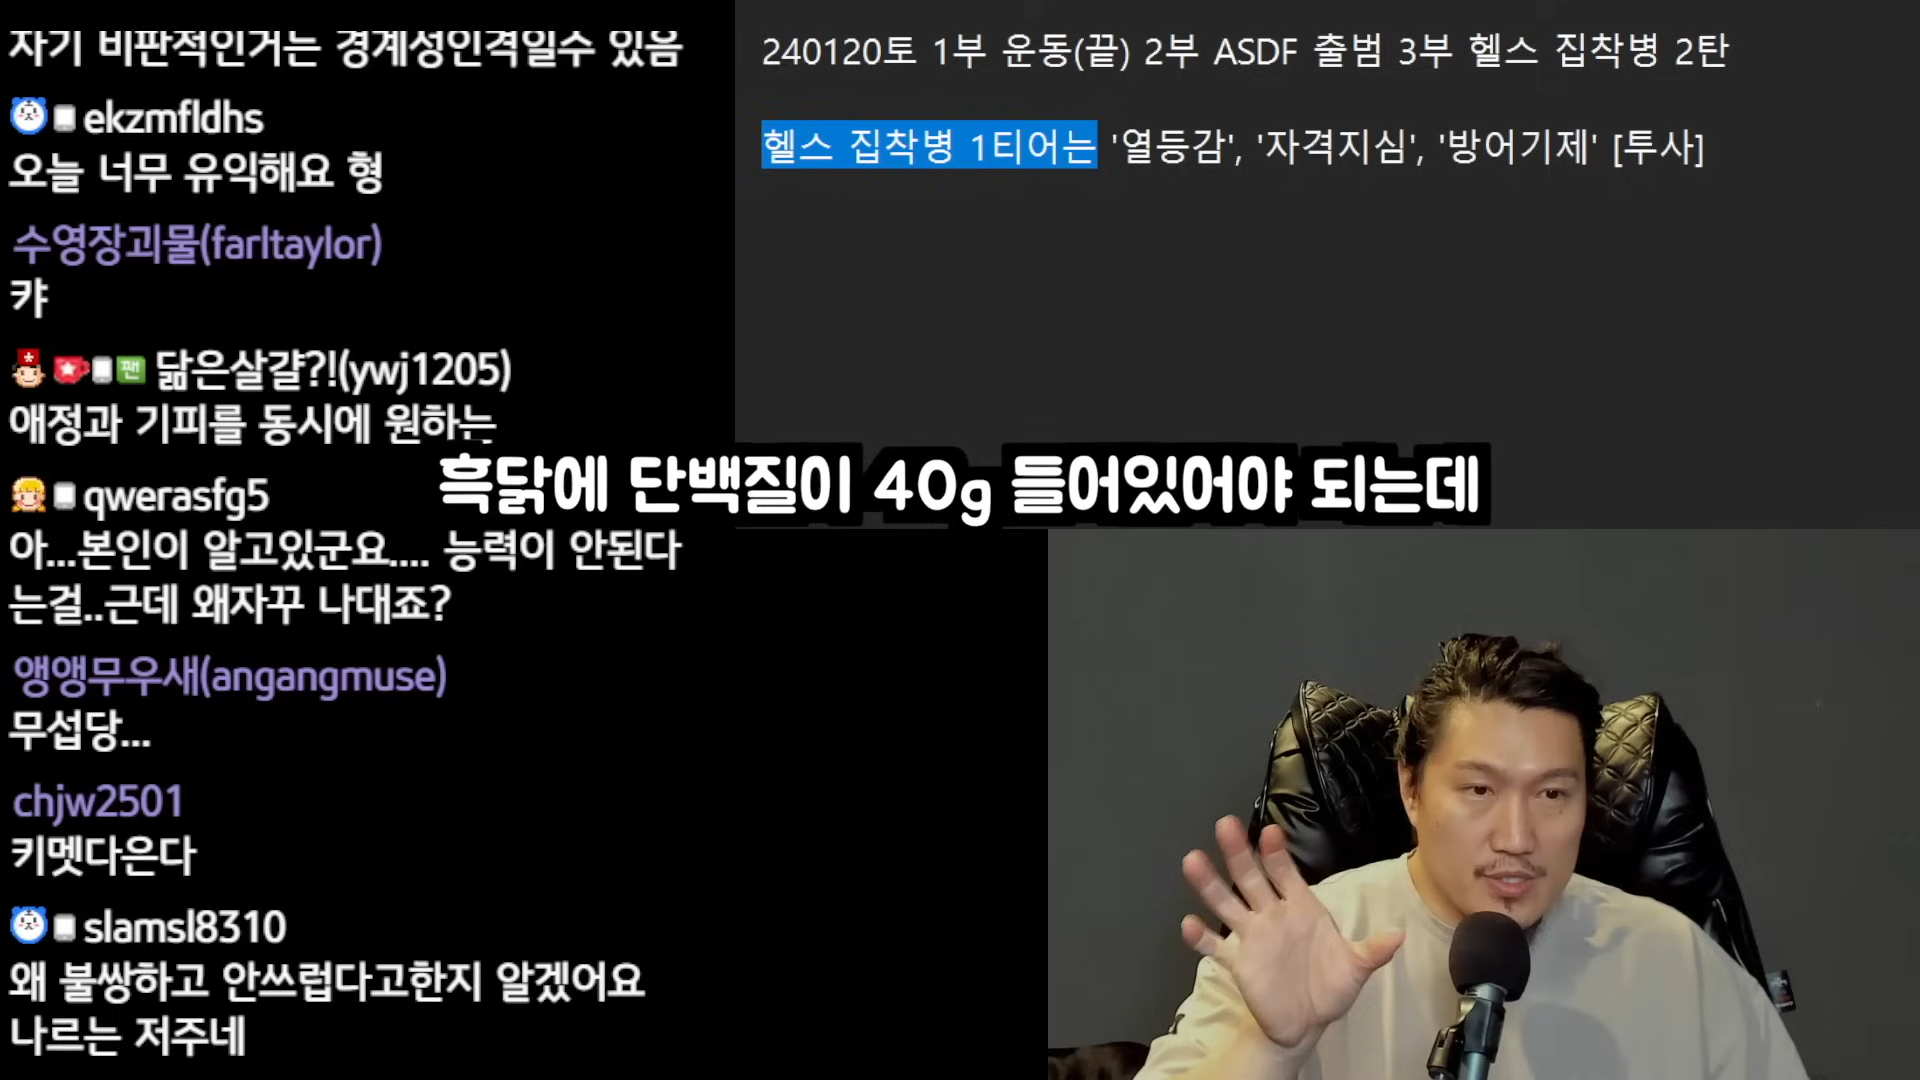 자기 비판적인거는 경계성인격일수 있음
ekzmfldhs
오늘 너무 유익해요 형
수영장괴물(farltaylor)
캬
팬 닮은살걀?!(ywj1205)
애정과 기피를 동시에 원하는
qwerasfg5
아...본인이 알고있군요.... 능력이 안된다
는걸..근데 왜자꾸 나대죠?
앵앵무우새(angangmuse)
무섭당...
chjw2501
키멧다은다
slamsl8310
왜 불쌍하고 안쓰럽다고한지 알겠어요
나르는 저주네
240120토 1부 운동(끝) 2부 ASDF 출범 3부 헬스 집착병 2탄
헬스 집착병 1티어는 '열등감', '자격지심', '방어기제' [투사]
흑닭에 단백질이 40g 들어있어야 되는데